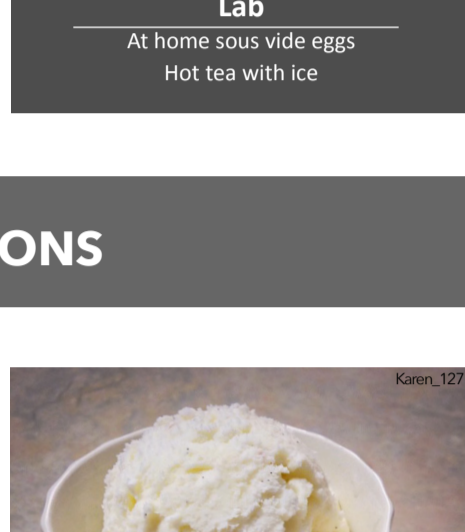 Lab
At home sous vide eggs
Hot tea with ice
ONS
Karen_127